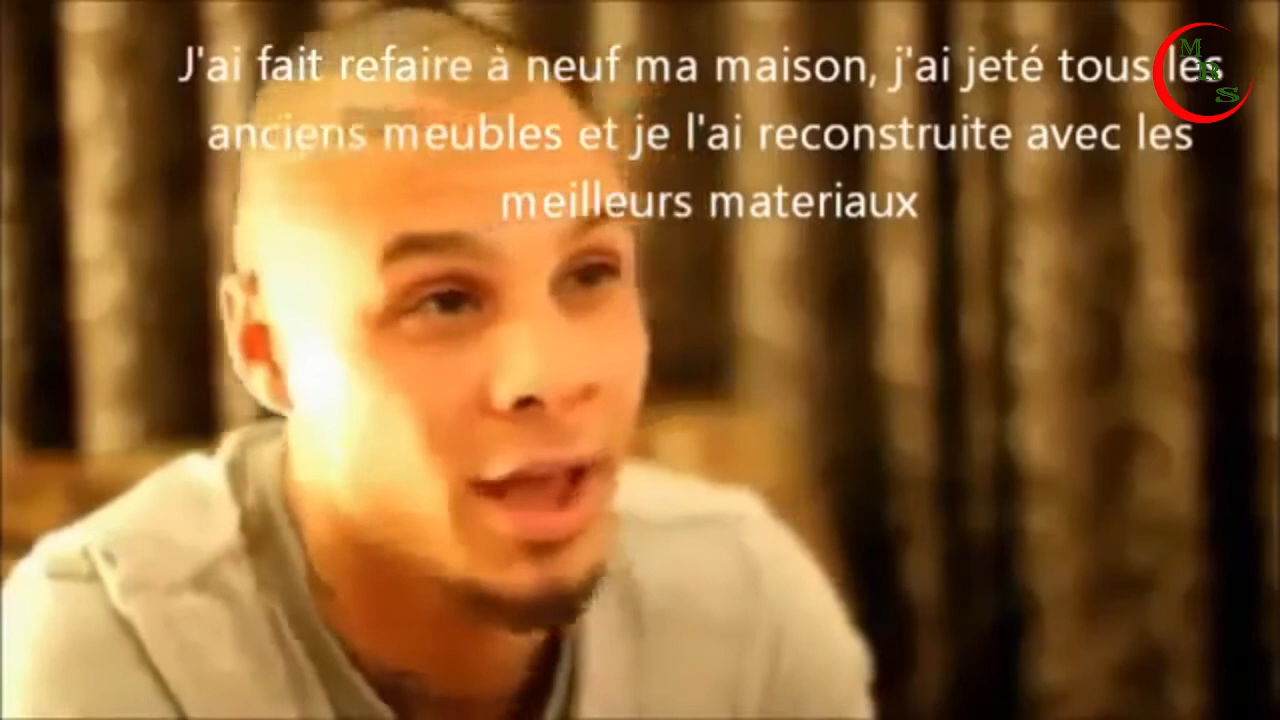 J'ai fait refaire à neuf ma maison, j'ai jeté tous les
anciens meubles et je l'ai reconstruite avec les
meilleurs materiaux
M
R
S